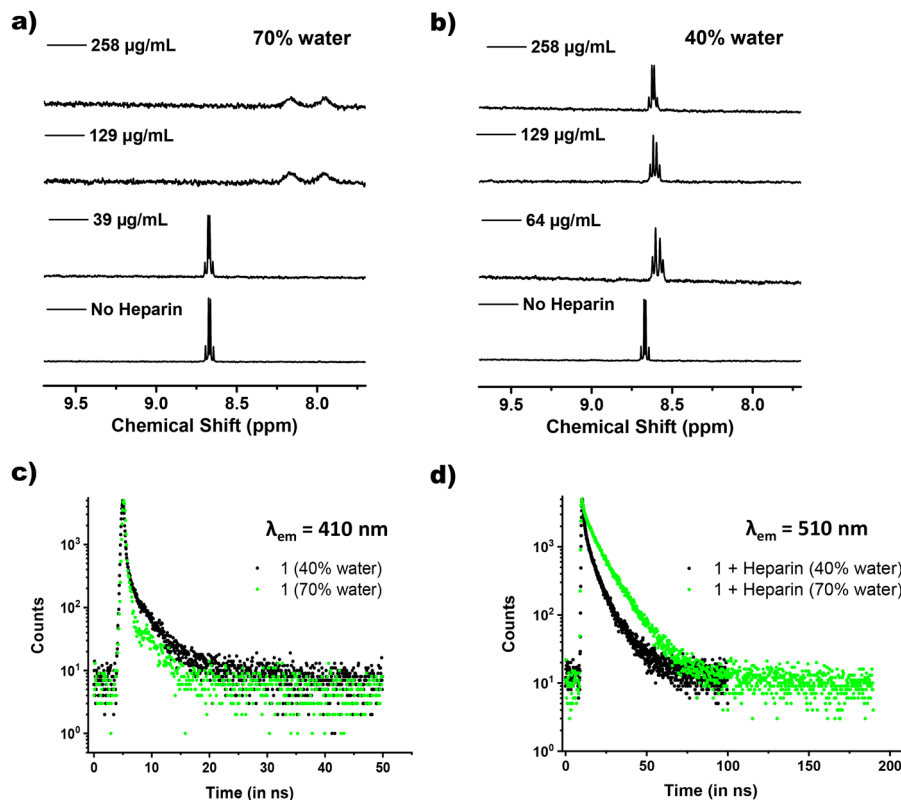 a)
258 µg/mL
70% water
129 µg/mL
39 µg/mL
No Heparin
9.5 9.0 8.5 8.0
Chemical Shift (ppm)
b)
258 µg/mL
40% water
129 µg/mL
64 µg/mL
No Heparin
9.5 9.0 8.5 8.0
Chemical Shift (ppm)
c)
λem = 410 nm
1 (40% water)
1 (70% water)
Counts
10³
10²
10¹
10⁰
0 10 20 30 40 50
Time (in ns)
d)
λem = 510 nm
1 + Heparin (40% water)
1 + Heparin (70% water)
Counts
10³
10²
10¹
10⁰
0 50 100 150 200
Time (in ns)